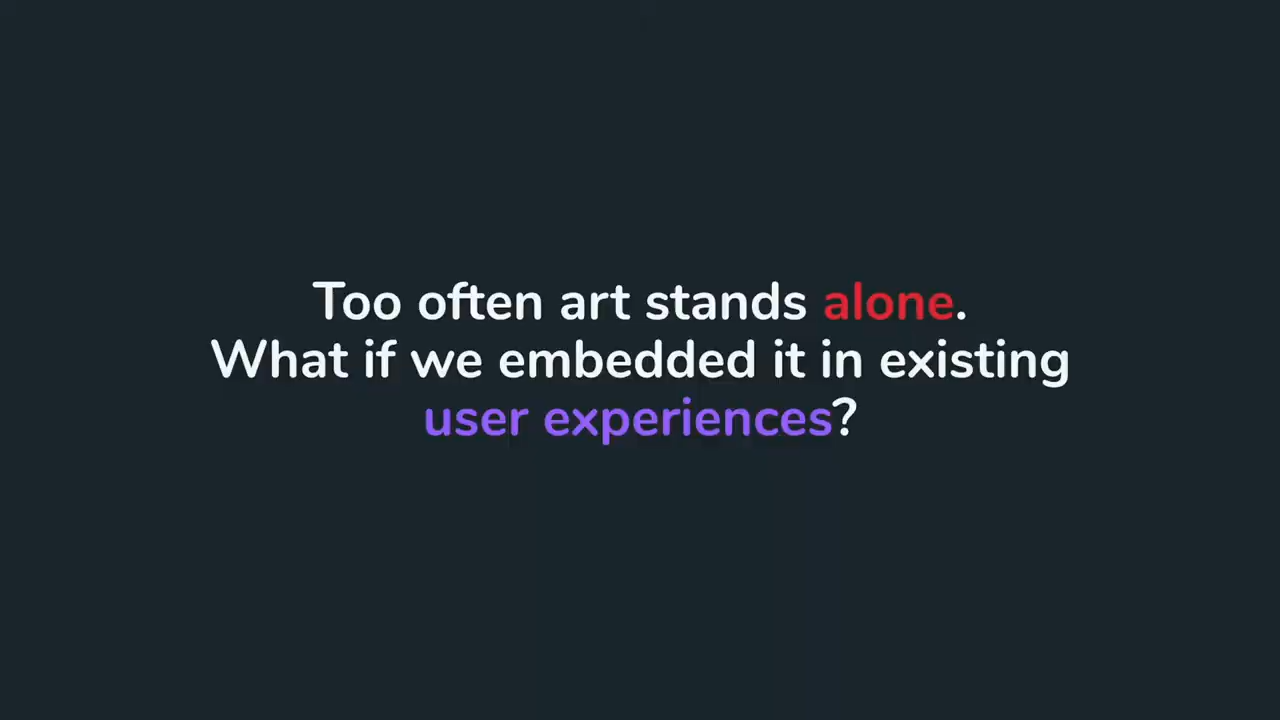 Too often art stands alone.
What if we embedded it in existing
user experiences?